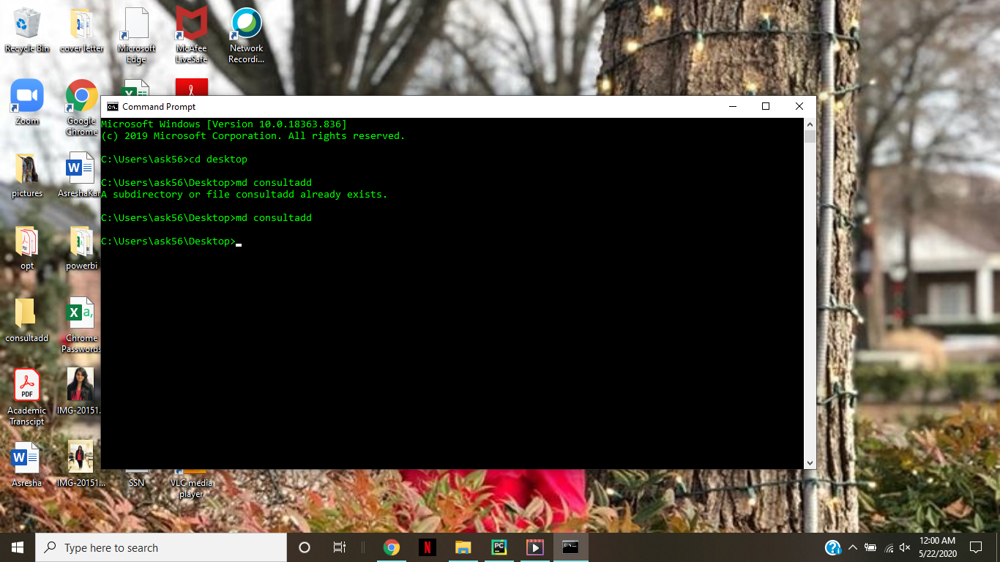 Recycle Bin
cover letter
Microsoft
Edge
McAfee
LiveSafe
Network
Recordi...
Zoom
Google
Chrome
pictures
AsreshaKar
opt
powerbi
consultadd
Chrome
Passwords
PDF
Academic
Transcipt
IMG-20151...
Asresha
IMG-20151...
SSN
VLC media
player
Command Prompt
Microsoft Windows [Version 10.0.18363.836]
(c) 2019 Microsoft Corporation. All rights reserved.
C:\Users\ask56>cd desktop
C:\Users\ask56\Desktop>md consultadd
A subdirectory or file consultadd already exists.
C:\Users\ask56\Desktop>md consultadd
C:\Users\ask56\Desktop>
Type here to search
12:00 AM
5/22/2020